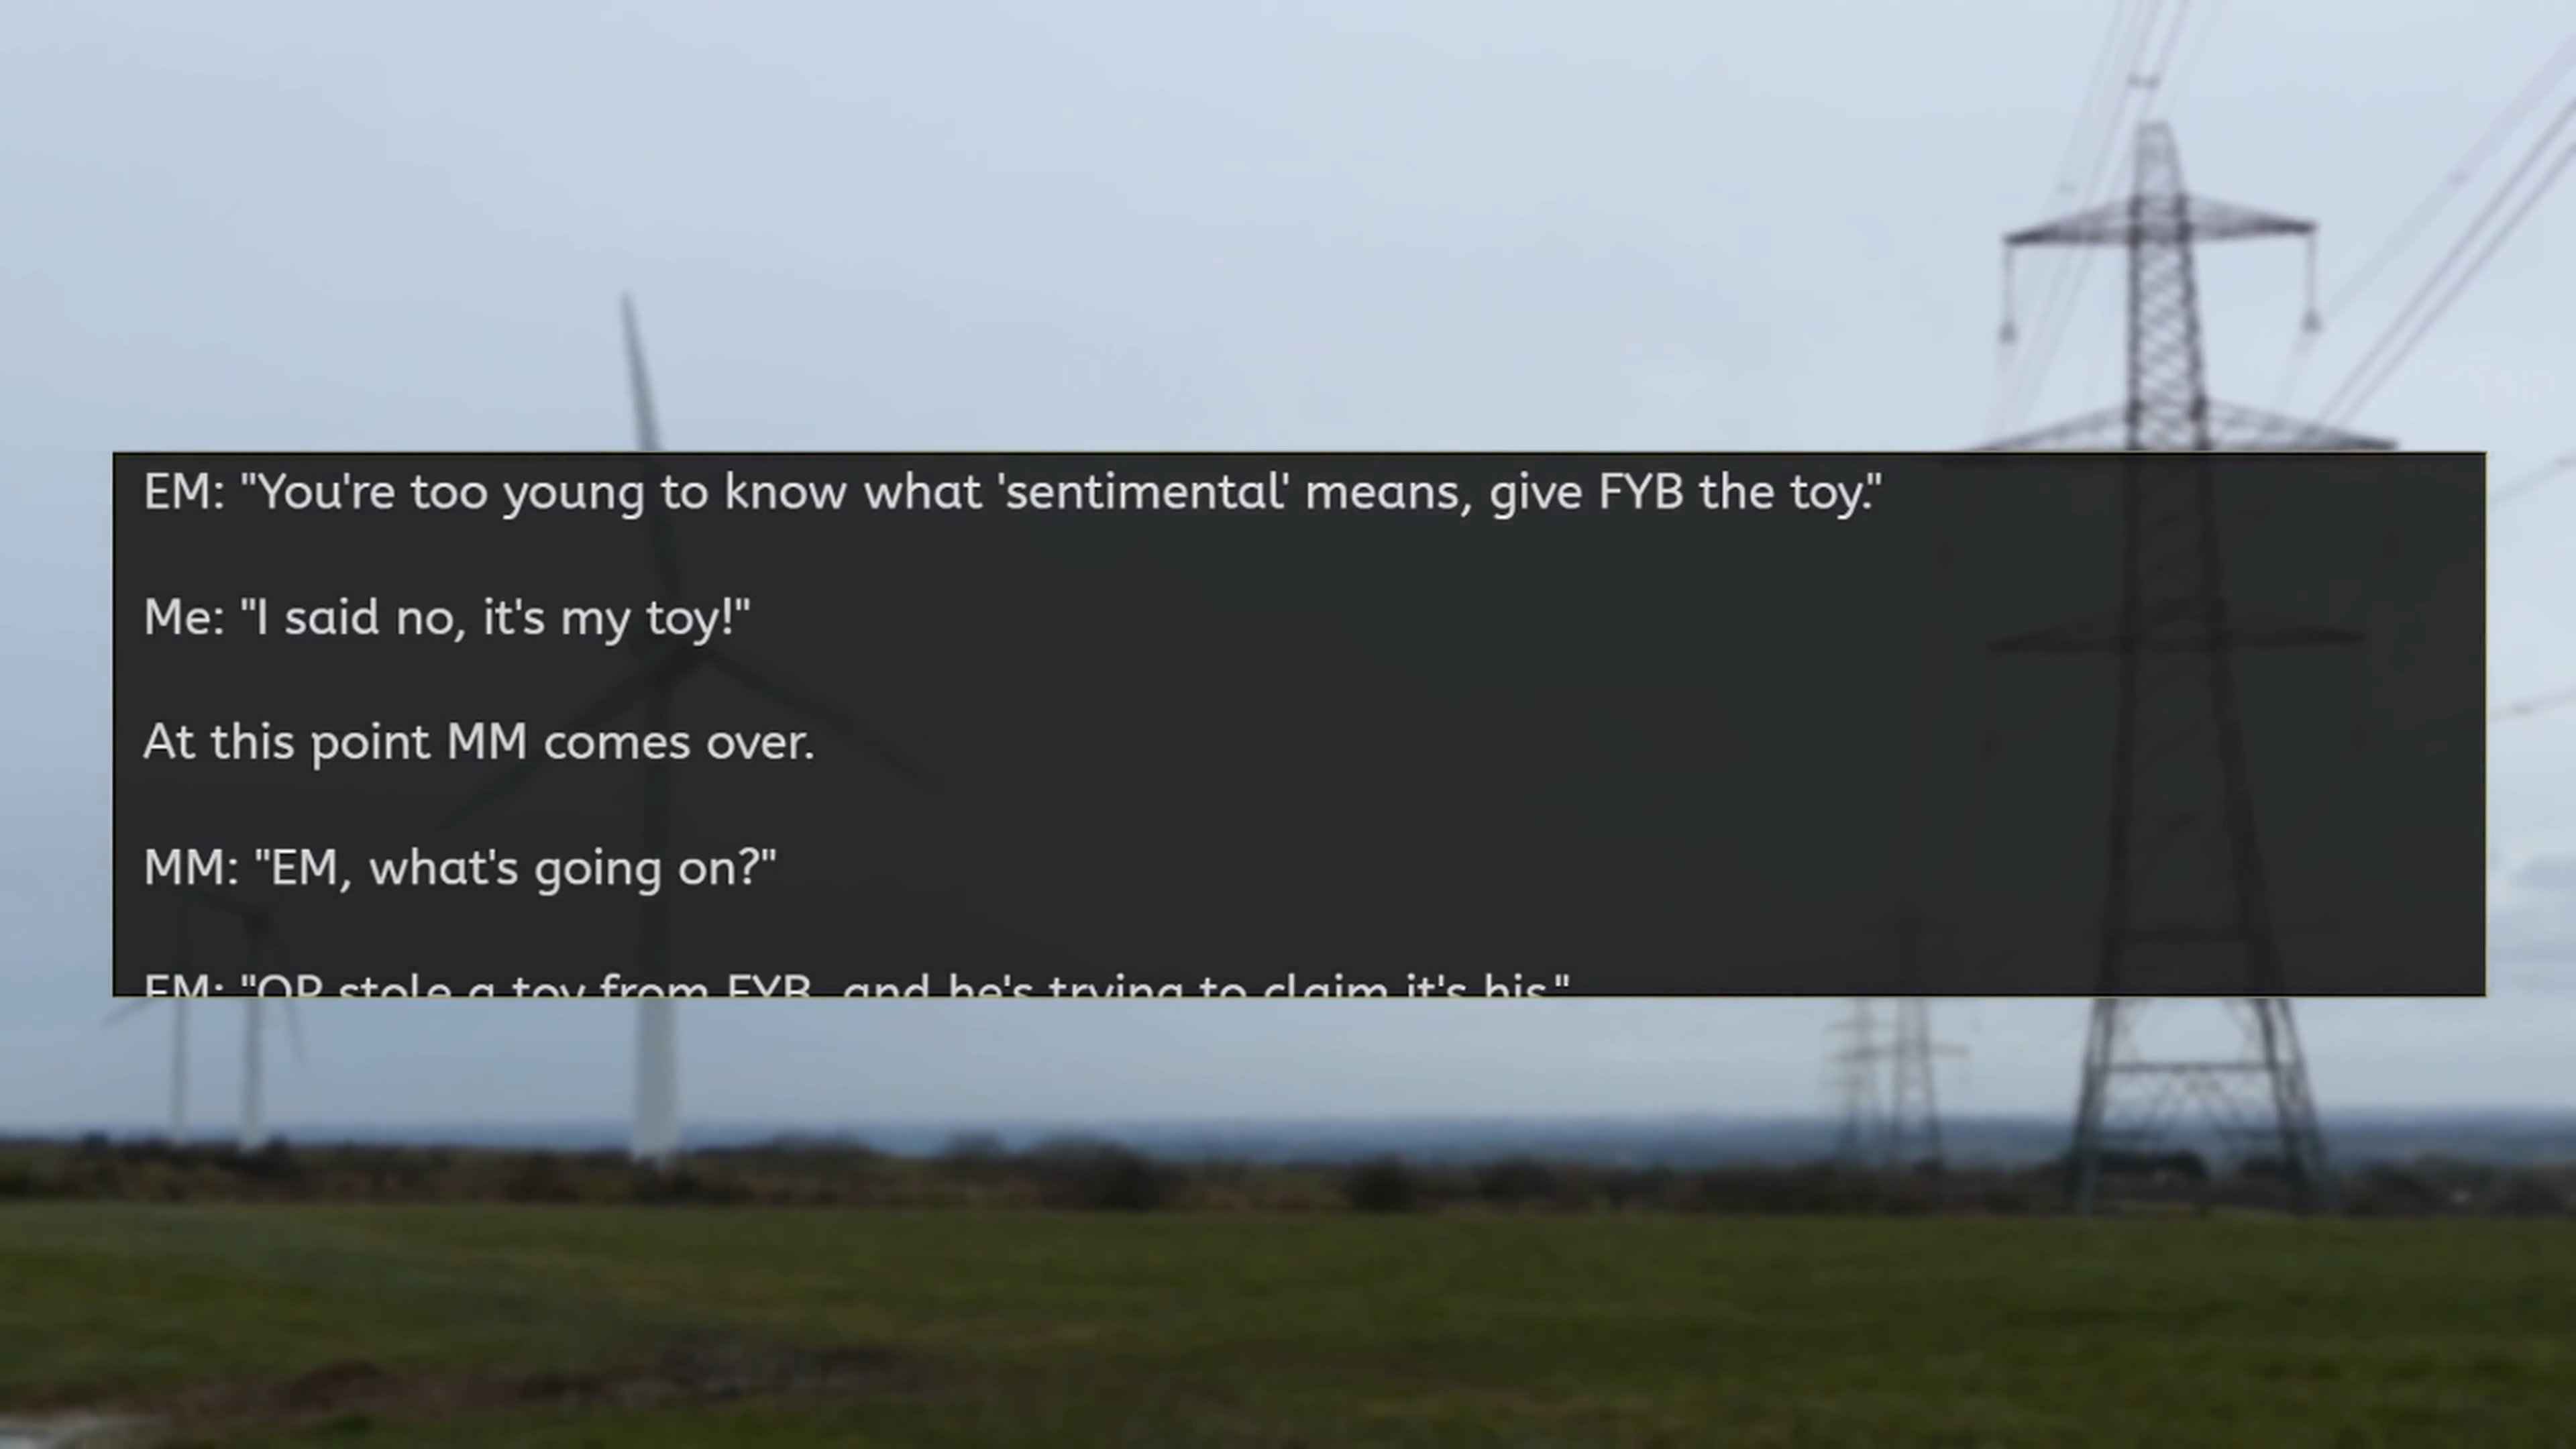 EM: "You're too young to know what 'sentimental' means, give FYB the toy."
Me: "I said no, it's my toy!"
At this point MM comes over.
MM: "EM, what's going on?"
EM: "OP stole a toy from FYB, and he's trying to claim it's his."